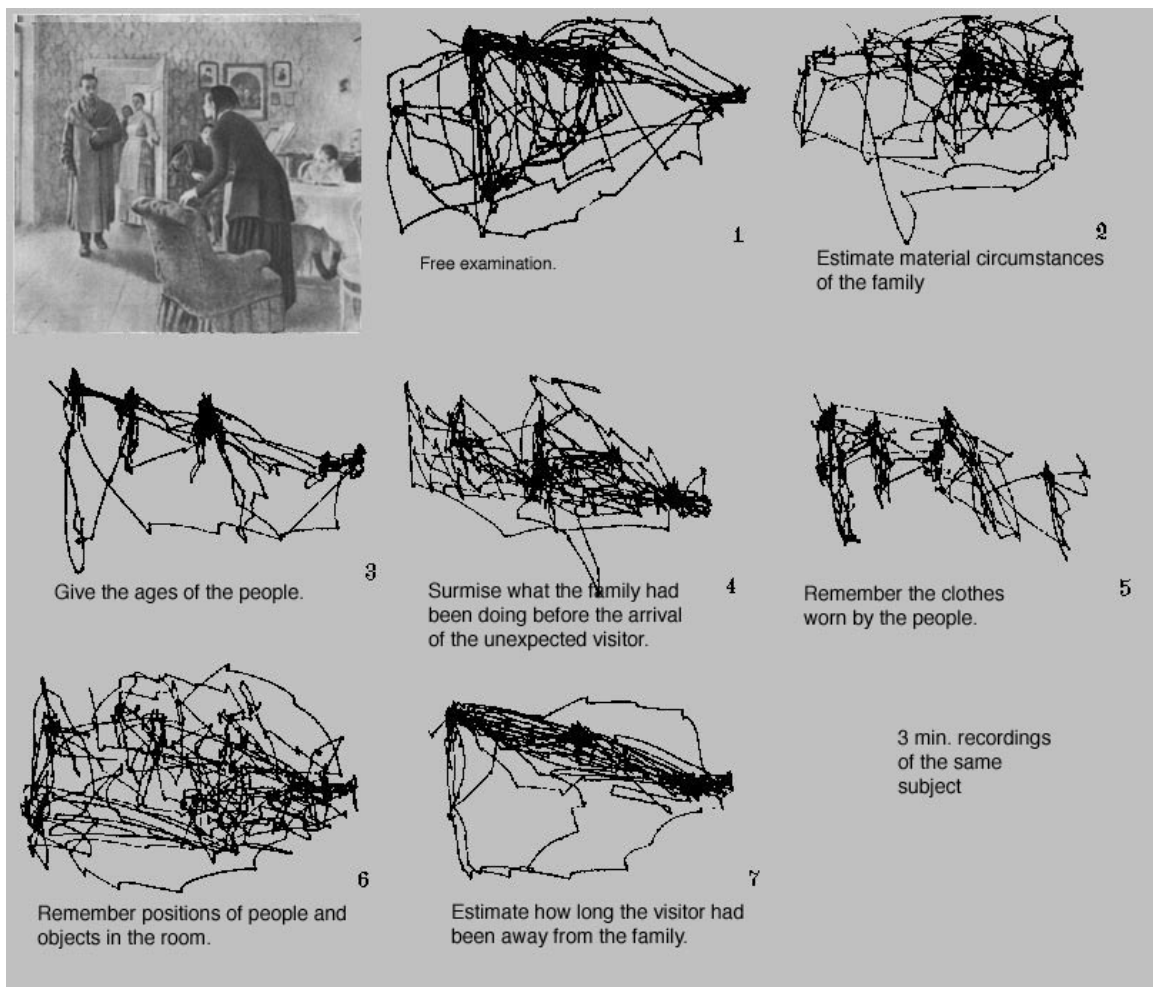 1
Free examination.
2
Estimate material circumstances
of the family
3
Give the ages of the people.
4
Surmise what the family had
been doing before the arrival
of the unexpected visitor.
5
Remember the clothes
worn by the people.
6
Remember positions of people and
objects in the room.
7
Estimate how long the visitor had
been away from the family.
3 min. recordings
of the same
subject